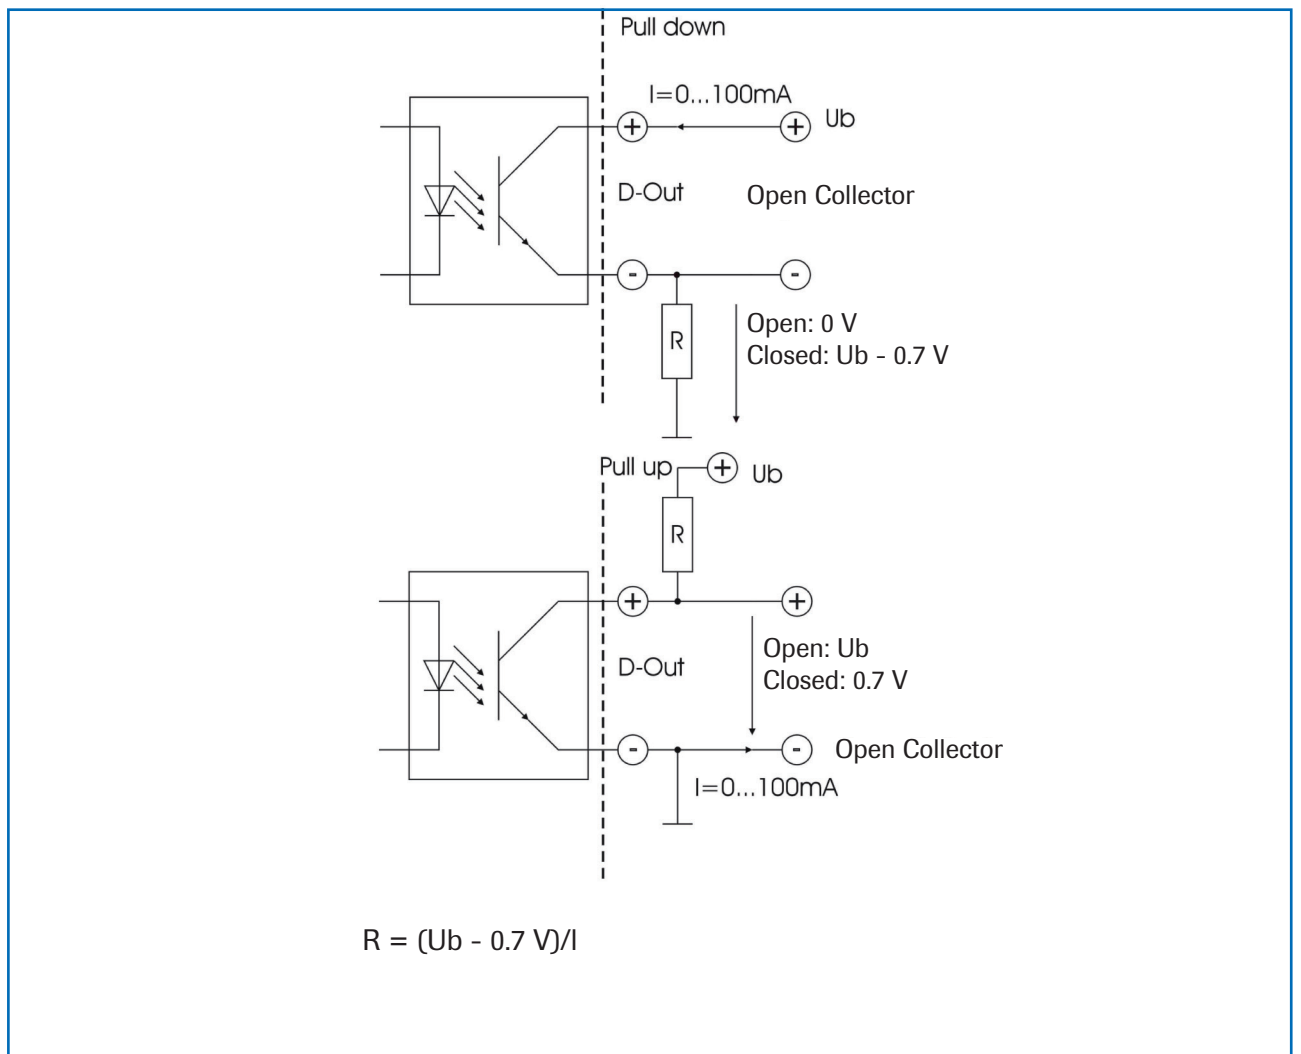 Pull down
I=0...100mA
+ + Ub
D-Out Open Collector
- -
Open: 0 V
Closed: Ub - 0.7 V
R
Pull up + Ub
R
+ +
Open: Ub
Closed: 0.7 V
D-Out
- - Open Collector
I=0...100mA
R = (Ub - 0.7 V)/I